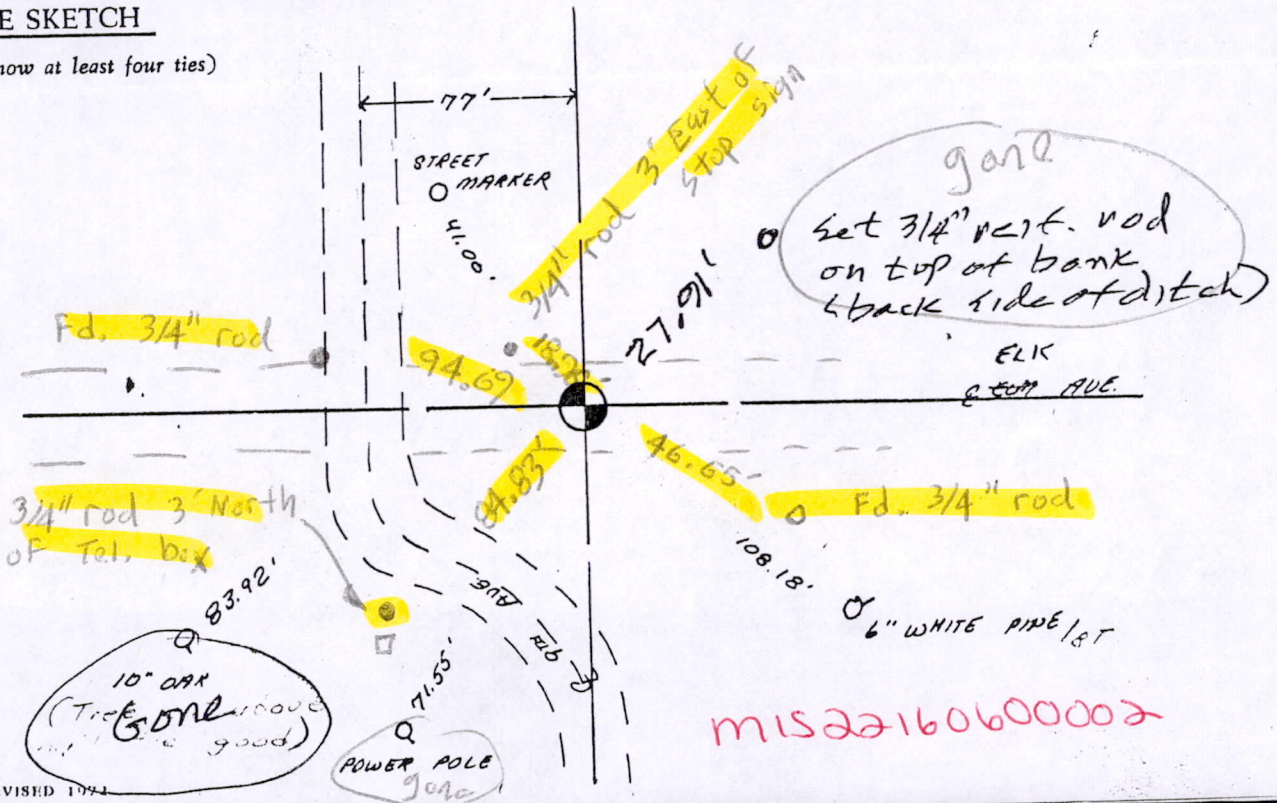 E SKETCH
how at least four ties)
77'
STREET
MARKER
41.00'
3/4" rod 3' East of
stop sign
gone
Set 3/4" reit. rod
on top of bank
(back side of ditch)
27.91'
Fd. 3/4" rod
94.69
ELK
AVE.
84.83'
46.65
Fd. 3/4" rod
3/4" rod 3' North
of Tel. box
83.92'
108.18'
AVE
6" WHITE PINE / BT
10" OAK
(Tree
Gone
good)
71.55'
POWER POLE
gone
M1S22160600002
VISED 1971